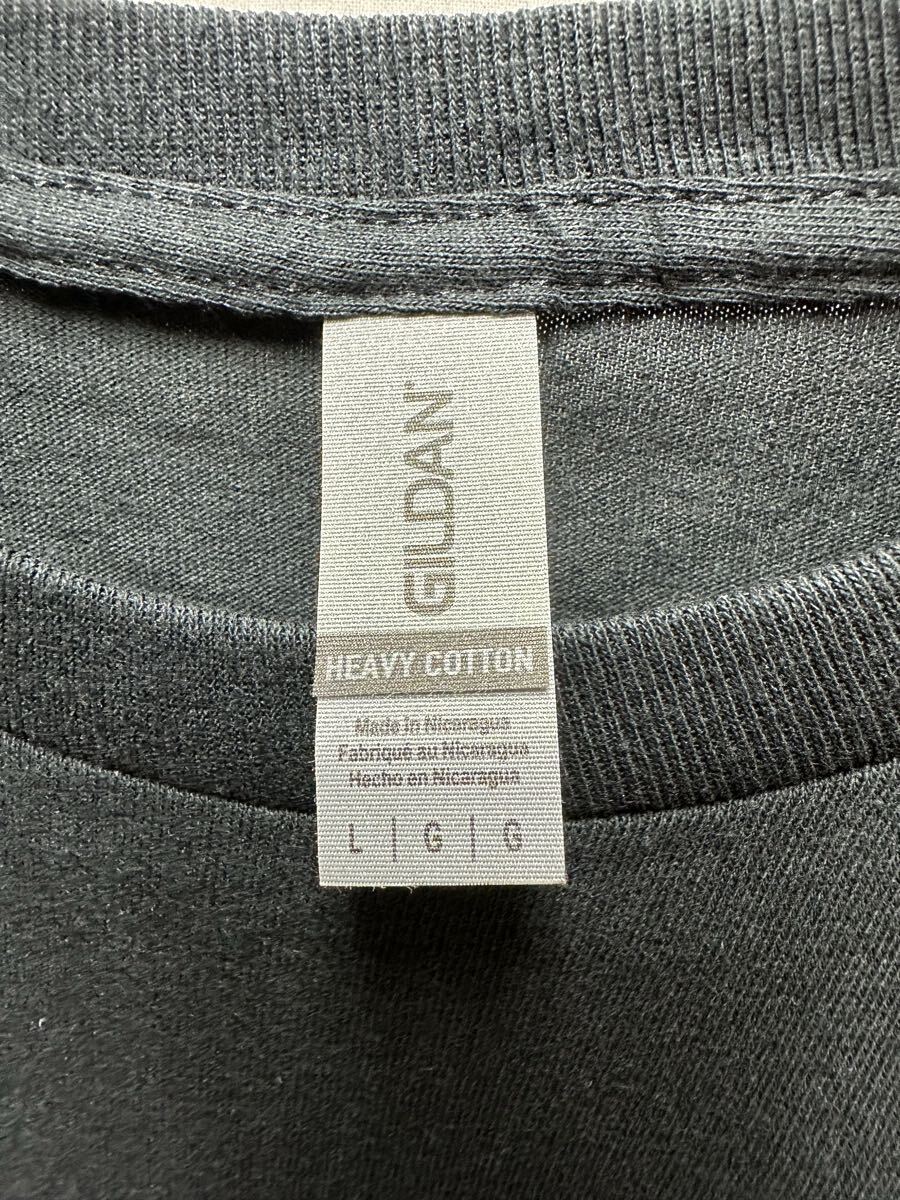 GILDAN®
HEAVY COTTON
Made in Nicaragua
Fabriqué au Nicaragua
Hecho en Nicaragua
L | G | G